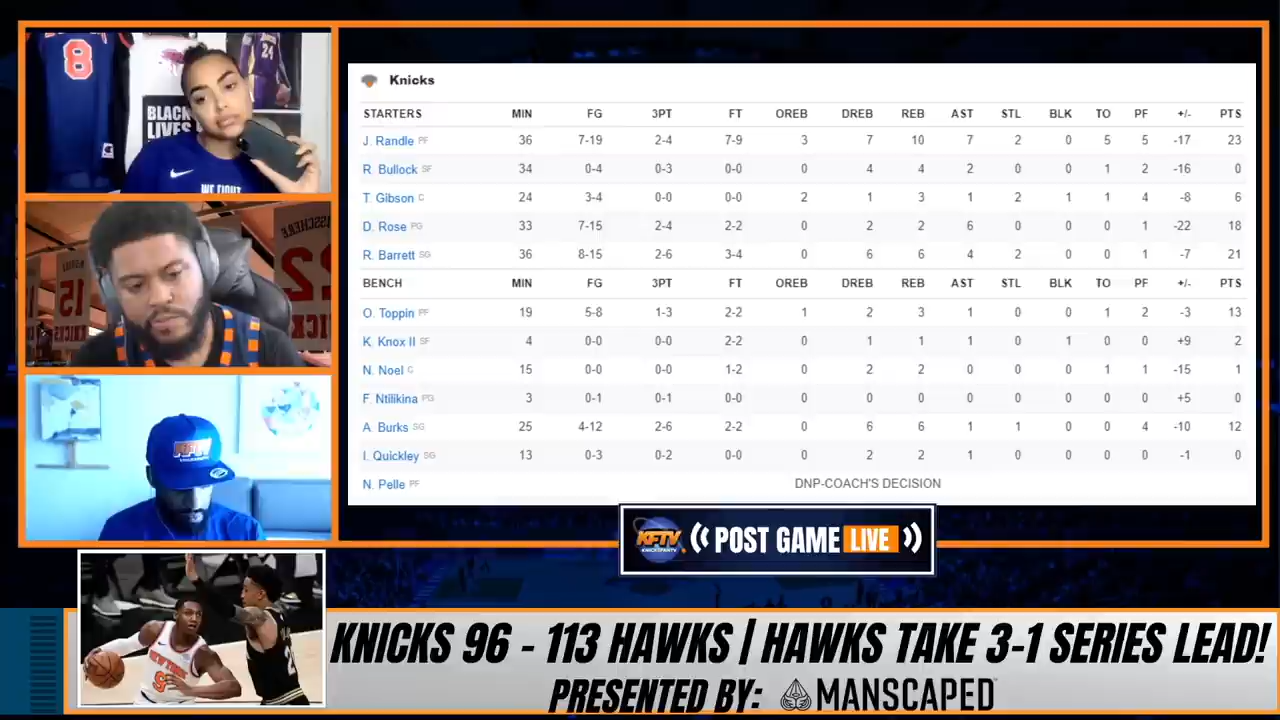 8
24
BLACK
LIVES
WE FIGHT
15
KNICKS
22
KNICKS
KFTV
Knicks
STARTERS MIN FG 3PT FT OREB DREB REB AST STL BLK TO PF +/- PTS
J. Randle PF 36 7-19 2-4 7-9 3 7 10 7 2 0 5 5 -17 23
R. Bullock SF 34 0-4 0-3 0-0 0 4 4 2 0 0 1 2 -16 0
T. Gibson C 24 3-4 0-0 0-0 2 1 3 1 2 1 1 4 -8 6
D. Rose PG 33 7-15 2-4 2-2 0 2 2 6 0 0 0 1 -22 18
R. Barrett SG 36 8-15 2-6 3-4 0 6 6 4 2 0 0 1 -7 21
BENCH MIN FG 3PT FT OREB DREB REB AST STL BLK TO PF +/- PTS
O. Toppin PF 19 5-8 1-3 2-2 1 2 3 1 0 0 1 2 -3 13
K. Knox II SF 4 0-0 0-0 2-2 0 1 1 1 0 1 0 0 +9 2
N. Noel C 15 0-0 0-0 1-2 0 2 2 0 0 0 1 1 -15 1
F. Ntilikina PG 3 0-1 0-1 0-0 0 0 0 0 0 0 0 0 +5 0
A. Burks SG 25 4-12 2-6 2-2 0 6 6 1 1 0 0 4 -10 12
I. Quickley SG 13 0-3 0-2 0-0 0 2 2 1 0 0 0 0 -1 0
N. Pelle PF DNP-COACH'S DECISION
KFTV
KNICKSFANTV
POST GAME LIVE
KNCKS 96 - 113 HAWKS | HAWKS TAKE 3-1 SERIES LEAD!
PRESENTED BY: MANSCAPED